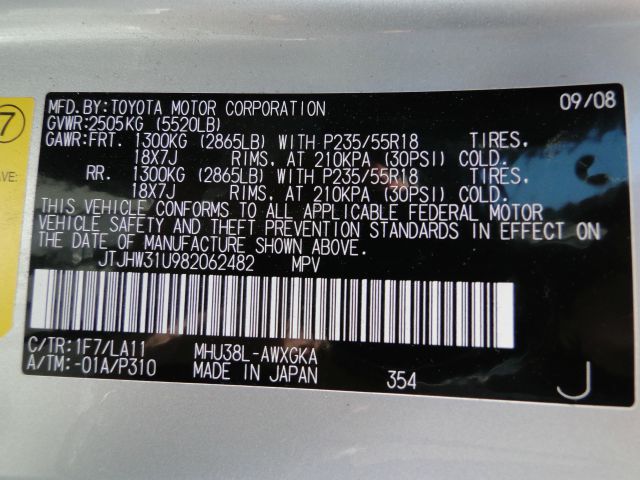 7
AVE:
MFD.BY:TOYOTA MOTOR CORPORATION 09/08
GVWR:2505KG (5520LB)
GAWR:FRT. 1300KG (2865LB) WITH P235/55R18 TIRES.
18X7J RIMS. AT 210KPA (30PSI) COLD.
RR. 1300KG (2865LB) WITH P235/55R18 TIRES.
18X7J RIMS. AT 210KPA (30PSI) COLD.
THIS VEHICLE CONFORMS TO ALL APPLICABLE FEDERAL MOTOR
VEHICLE SAFETY AND THEFT PREVENTION STANDARDS IN EFFECT ON
THE DATE OF MANUFACTURE SHOWN ABOVE.
JTJHW31U982062482 MPV
C/TR:1F7/LA11 MHU38L-AWXGKA
A/TM:-01A/P310 MADE IN JAPAN 354 J